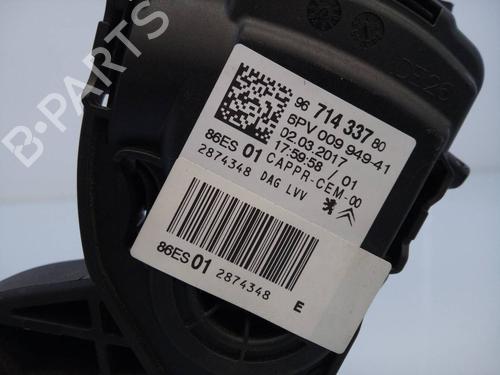 96 714 337 80
6PV 009 949-41
02.03.2017
17:59:58 / 01
86ES 01 CAPPR-CEM-00
2874348 DAG LVV
86ES 01 2874348 E
B-PARTS